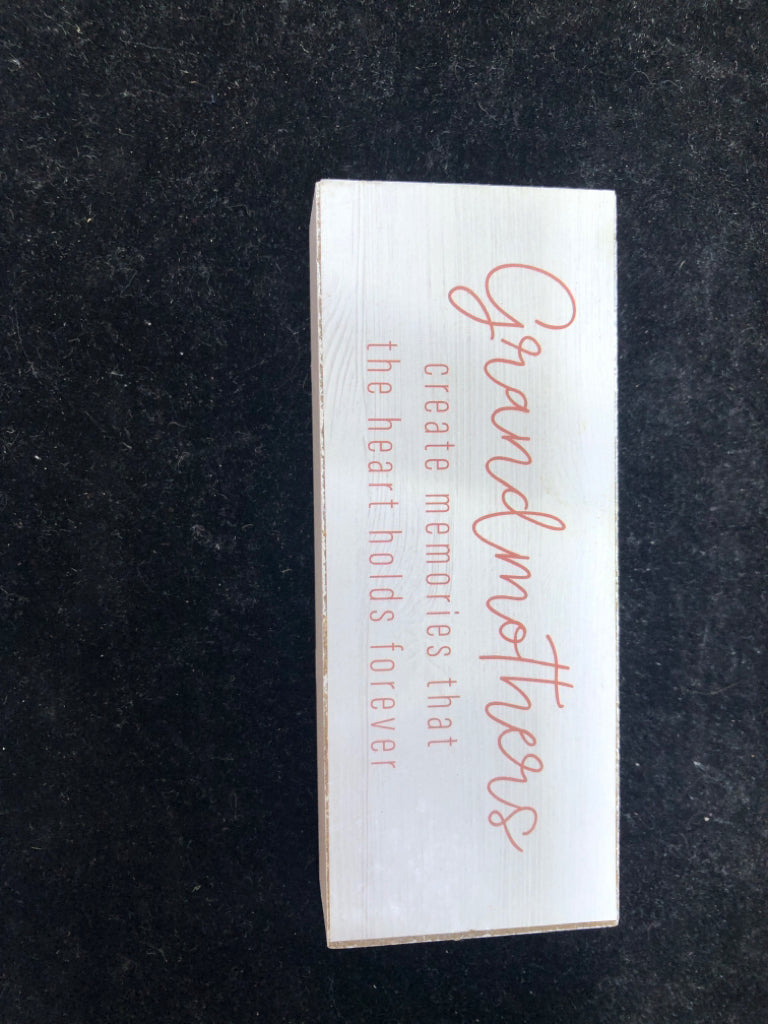 Grandmothers
create memories that
the heart holds forever